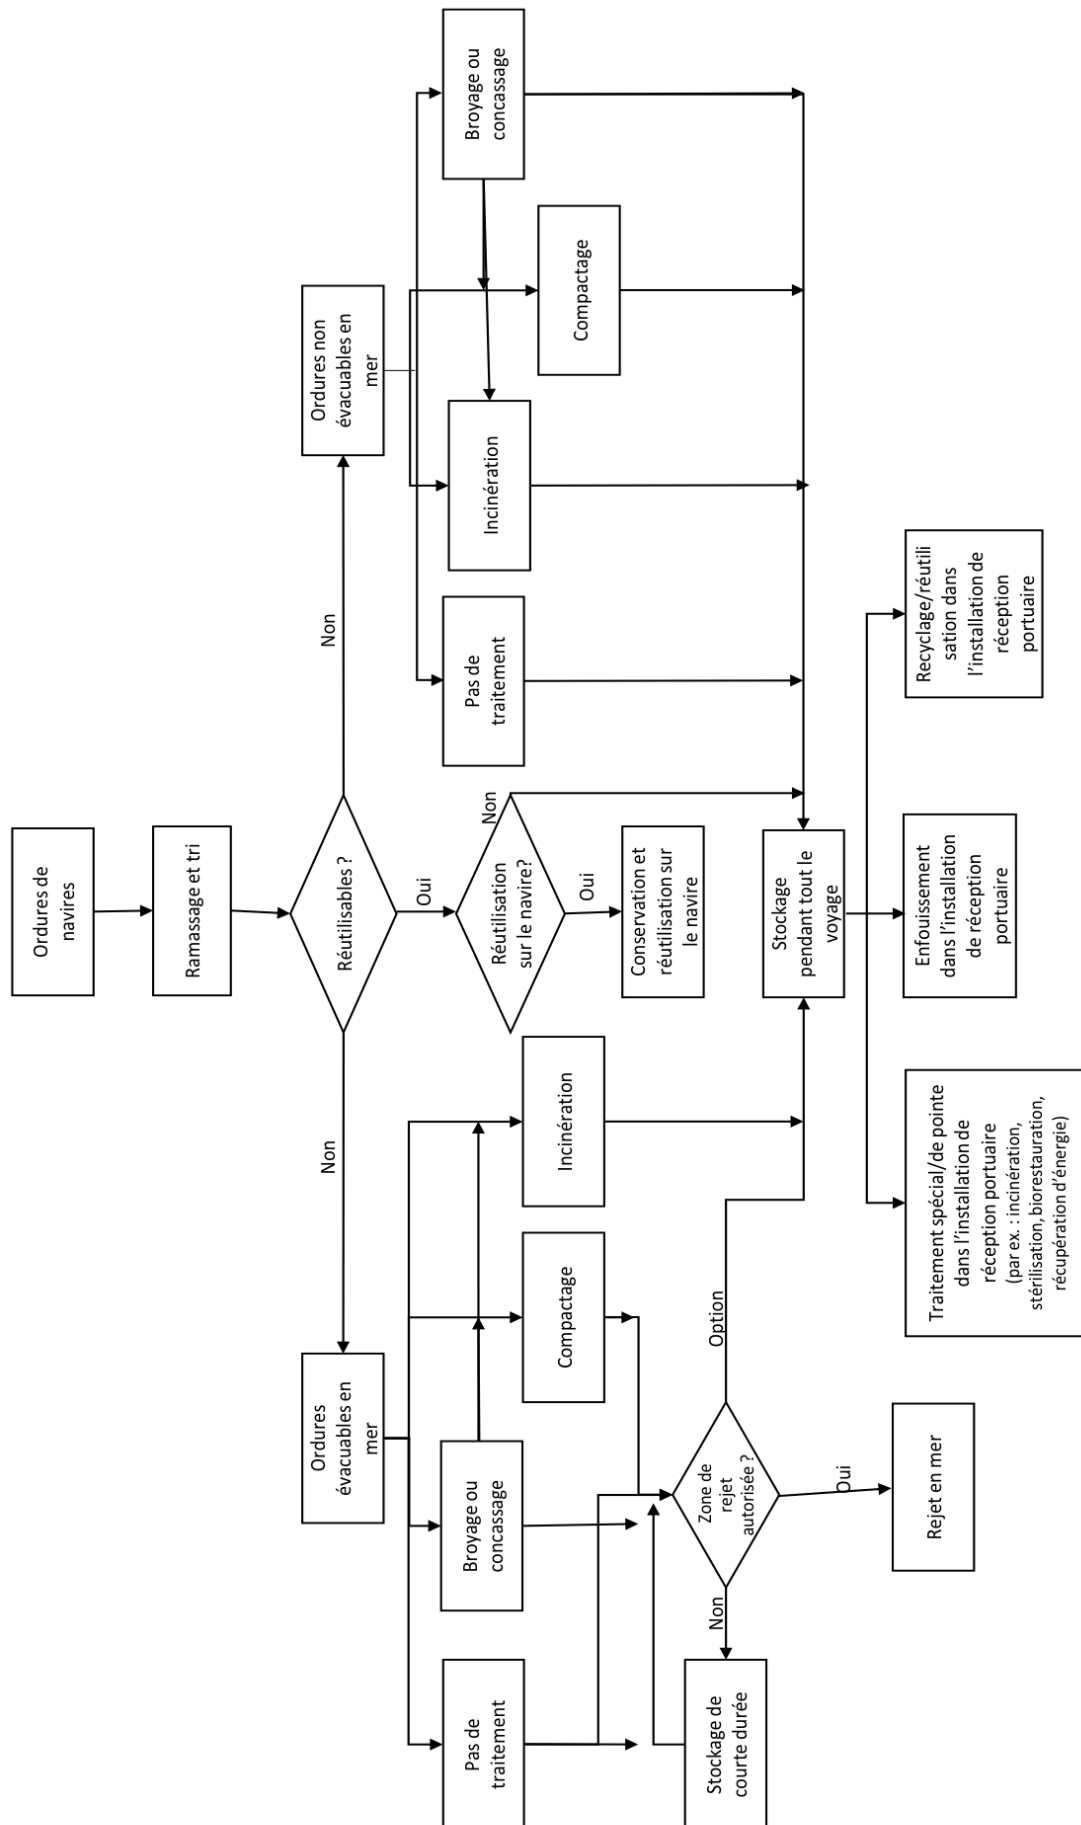 Ordures de
navires
Ramassage et tri
Réutilisables ?
Non
Non
Oui
Ordures
évacuables en
mer
Ordures non
évacuables en
mer
Pas de
traitement
Broyage ou
concassage
Compactage
Incinération
Réutilisation
sur le navire?
Non
Oui
Conservation et
réutilisation sur
le navire
Pas de
traitement
Incinération
Compactage
Broyage ou
concassage
Zone de
rejet
autorisée ?
Non
Oui
Option
Stockage de
courte durée
Rejet en mer
Stockage
pendant tout le
voyage
Traitement spécial/de pointe
dans l’installation de
réception portuaire
(par ex. : incinération,
stérilisation, biorestauration,
récupération d’énergie)
Enfouissement
dans l’installation
de réception
portuaire
Recyclage/réutili
sation dans
l’installation de
réception
portuaire